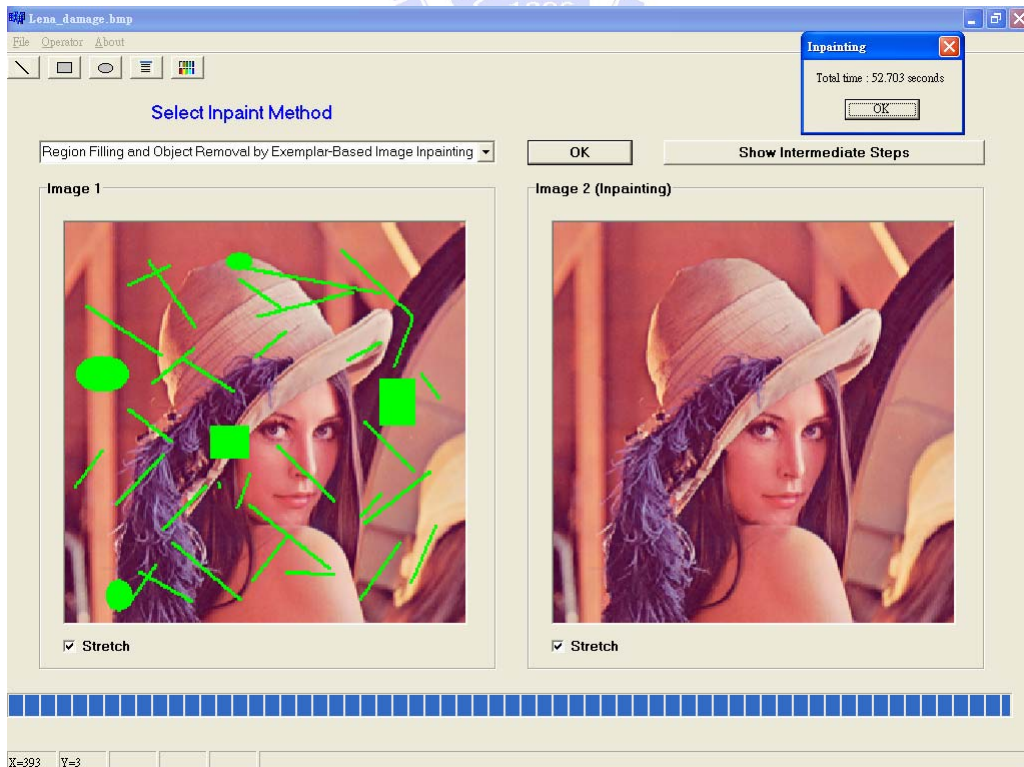 Lena_damage.bmp
File Operator About
Inpainting
Total time : 52.703 seconds
OK
Select Inpaint Method
Region Filling and Object Removal by Exemplar-Based Image Inpainting
OK
Show Intermediate Steps
Image 1
Image 2 (Inpainting)
Stretch
Stretch
X=393 Y=3